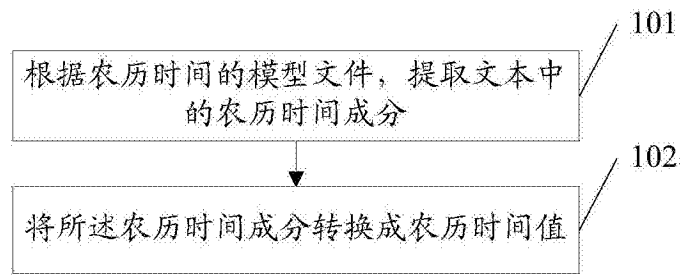 101
根据农历时间的模型文件，提取文本中
的农历时间成分
102
将所述农历时间成分转换成农历时间值